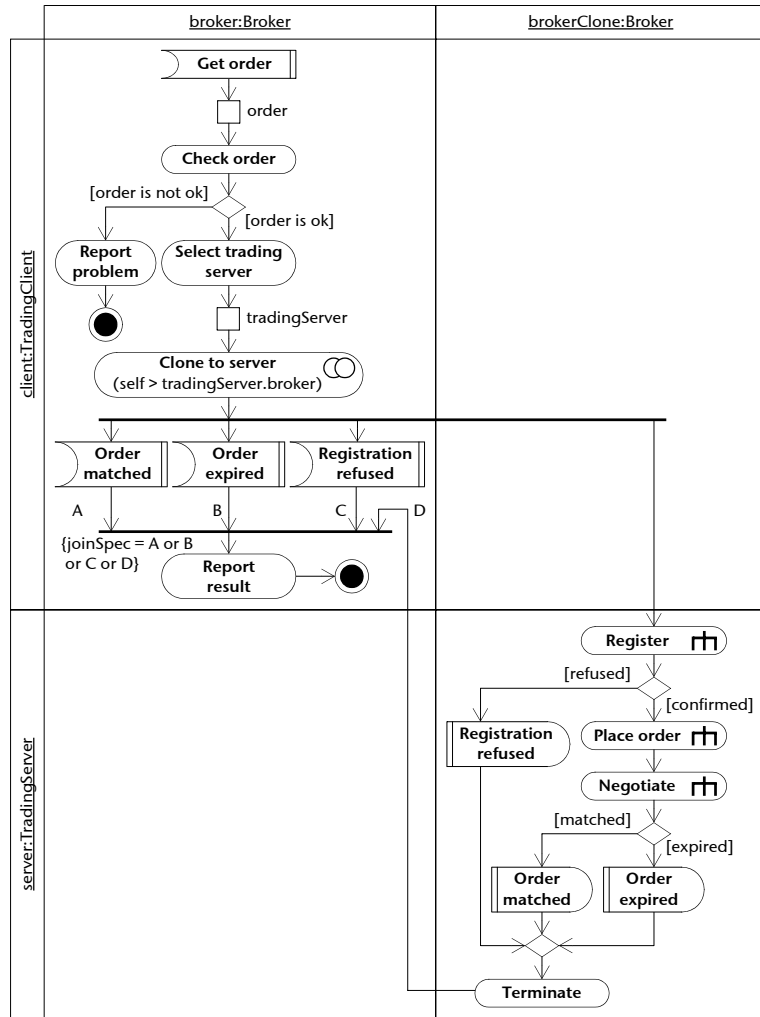 broker:Broker
brokerClone:Broker
client:TradingClient
Get order
order
Check order
[order is not ok]
[order is ok]
Report
problem
Select trading
server
tradingServer
Clone to server
(self > tradingServer.broker)
Order
matched
Order
expired
Registration
refused
A
B
C
D
{joinSpec = A or B
or C or D}
Report
result
server:TradingServer
Register
[refused]
[confirmed]
Registration
refused
Place order
Negotiate
[matched]
[expired]
Order
matched
Order
expired
Terminate